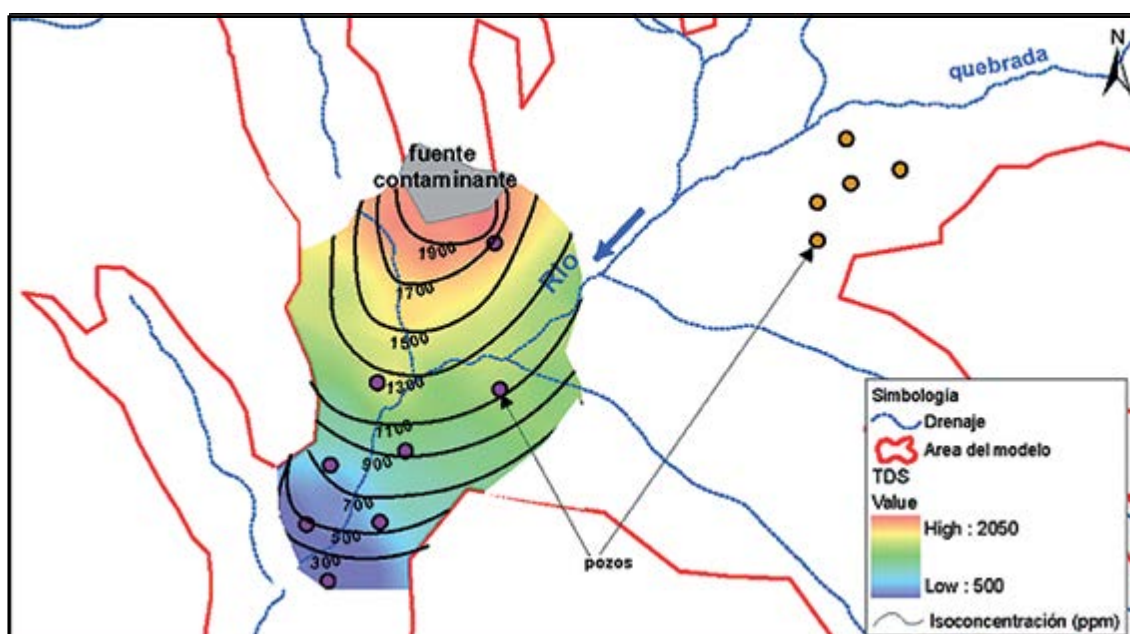 N
quebrada
fuente
contaminante
1900
Río
1700
1500
1300
1100
900
700
500
300
pozos
Simbología
Drenaje
Area del modelo
TDS
Value
High : 2050
Low : 500
Isoconcentración (ppm)